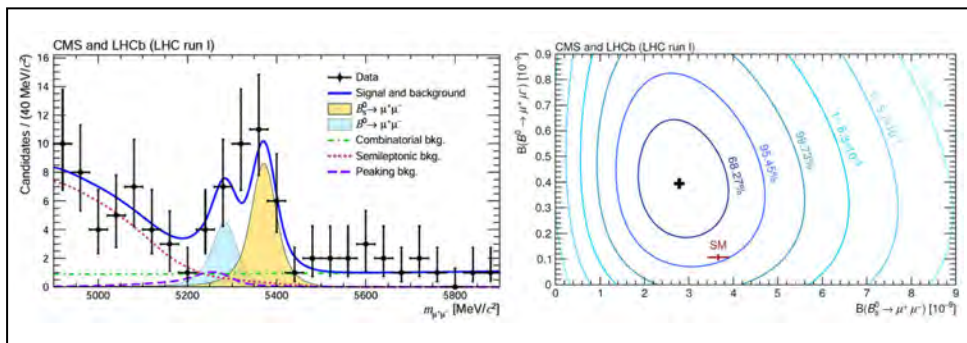 CMS and LHCb (LHC run I)
Candidates / (40 MeV/c²)
16
14
12
10
8
6
4
2
0
Data
Signal and background
B⁰ₛ → μ⁺μ⁻
B⁰ → μ⁺μ⁻
Combinatorial bkg.
Semileptonic bkg.
Peaking bkg.
5000 5200 5400 5600 5800
m_μ⁺μ⁻ [MeV/c²]
CMS and LHCb (LHC run I)
B(B⁰ → μ⁺ μ⁻) [10⁻⁹]
0.9
0.8
0.7
0.6
0.5
0.4
0.3
0.2
0.1
0
68.27%
95.45%
99.73%
SM
0 1 2 3 4 5 6 7 8 9
B(B⁰ₛ → μ⁺ μ⁻) [10⁻⁹]